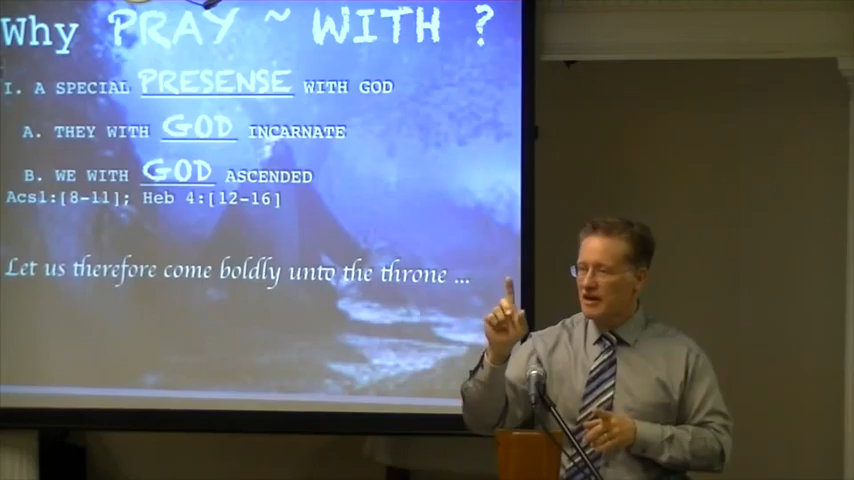 Why PRAY ~ WITH ?
I. A SPECIAL PRESENSE WITH GOD
A. THEY WITH GOD INCARNATE
B. WE WITH GOD ASCENDED
Acs1:[8-11]; Heb 4:[12-16]
Let us therefore come boldly unto the throne ...